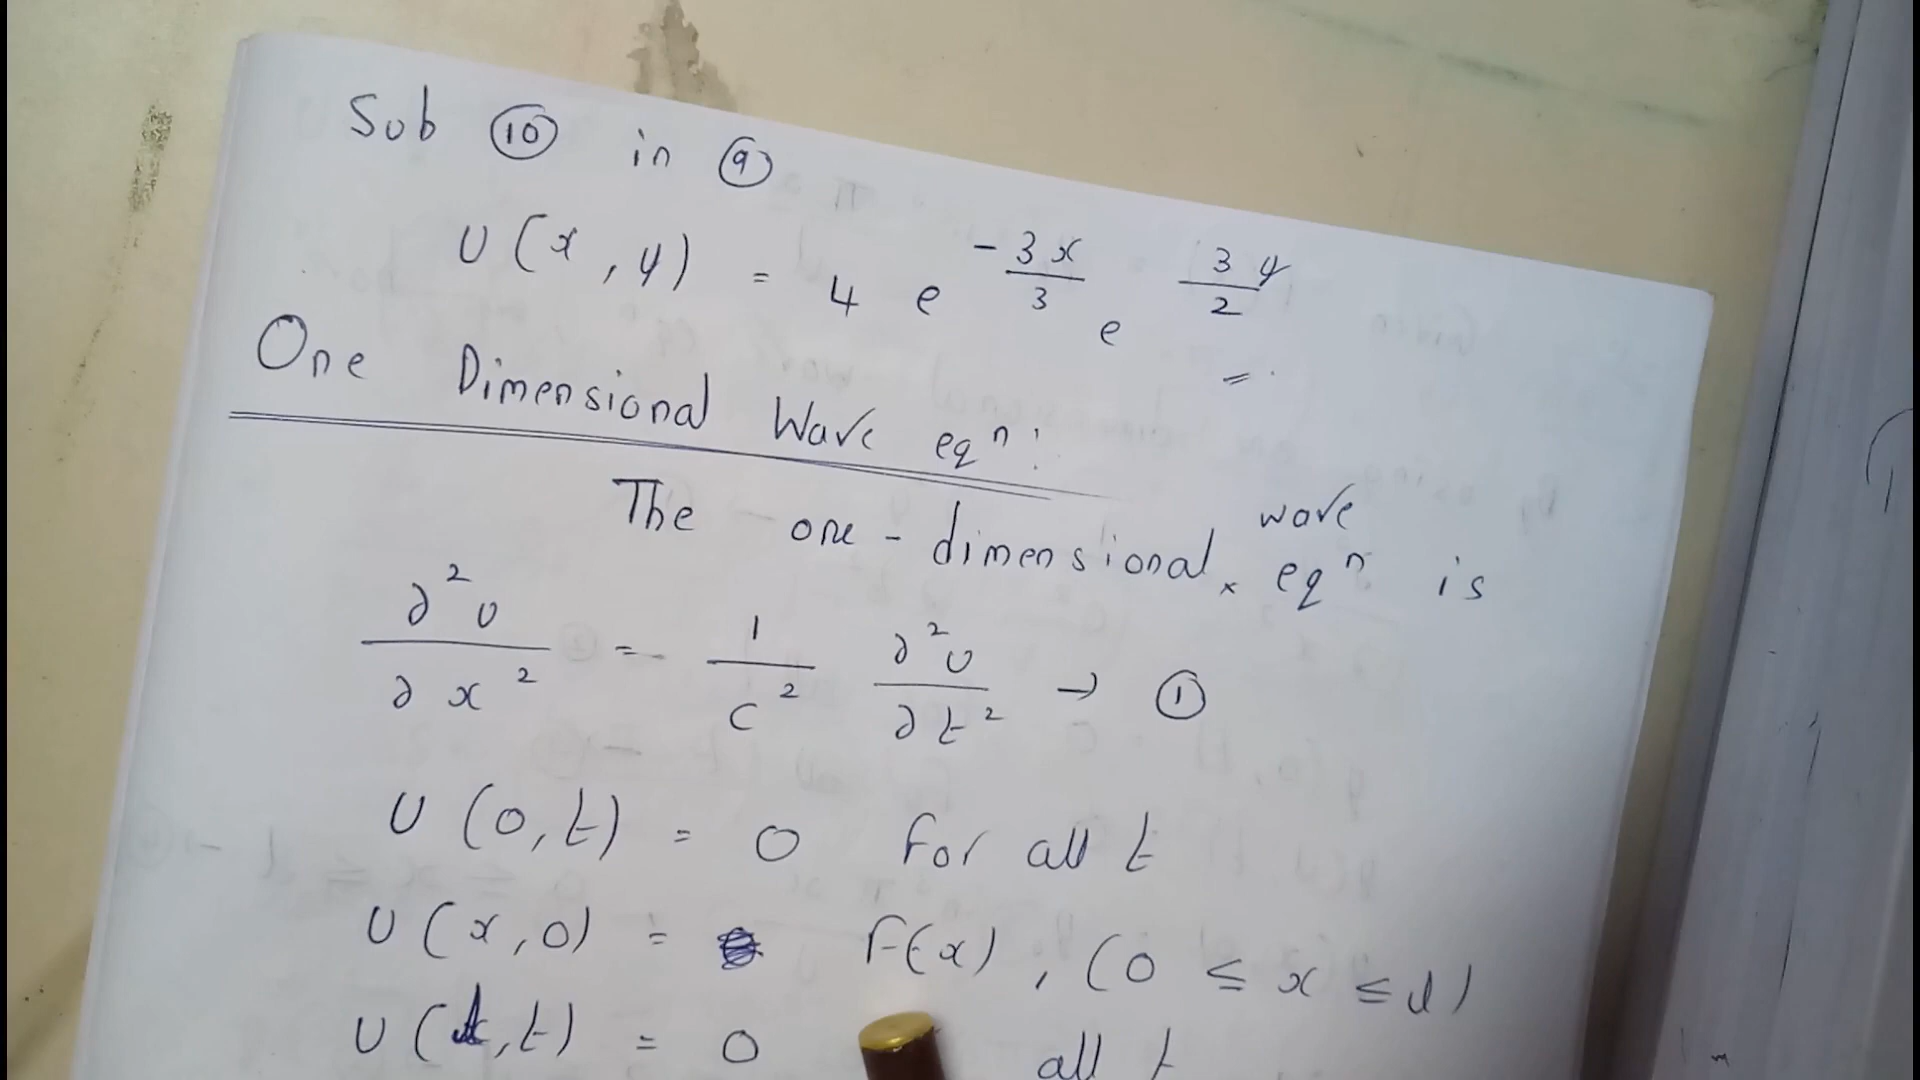 Sub ⑩ in ⑨
U(x,y) = 4 e^(-3x/3) e^(3y/2) =
One Dimensional Wave eqⁿ:
The one-dimensional wave eqⁿ is
∂²U/∂x² = 1/c² ∂²U/∂t² → ①
U(0,t) = 0 for all t
U(x,0) = F(x), (0 ≤ x ≤ l)
U(l,t) = 0 all t